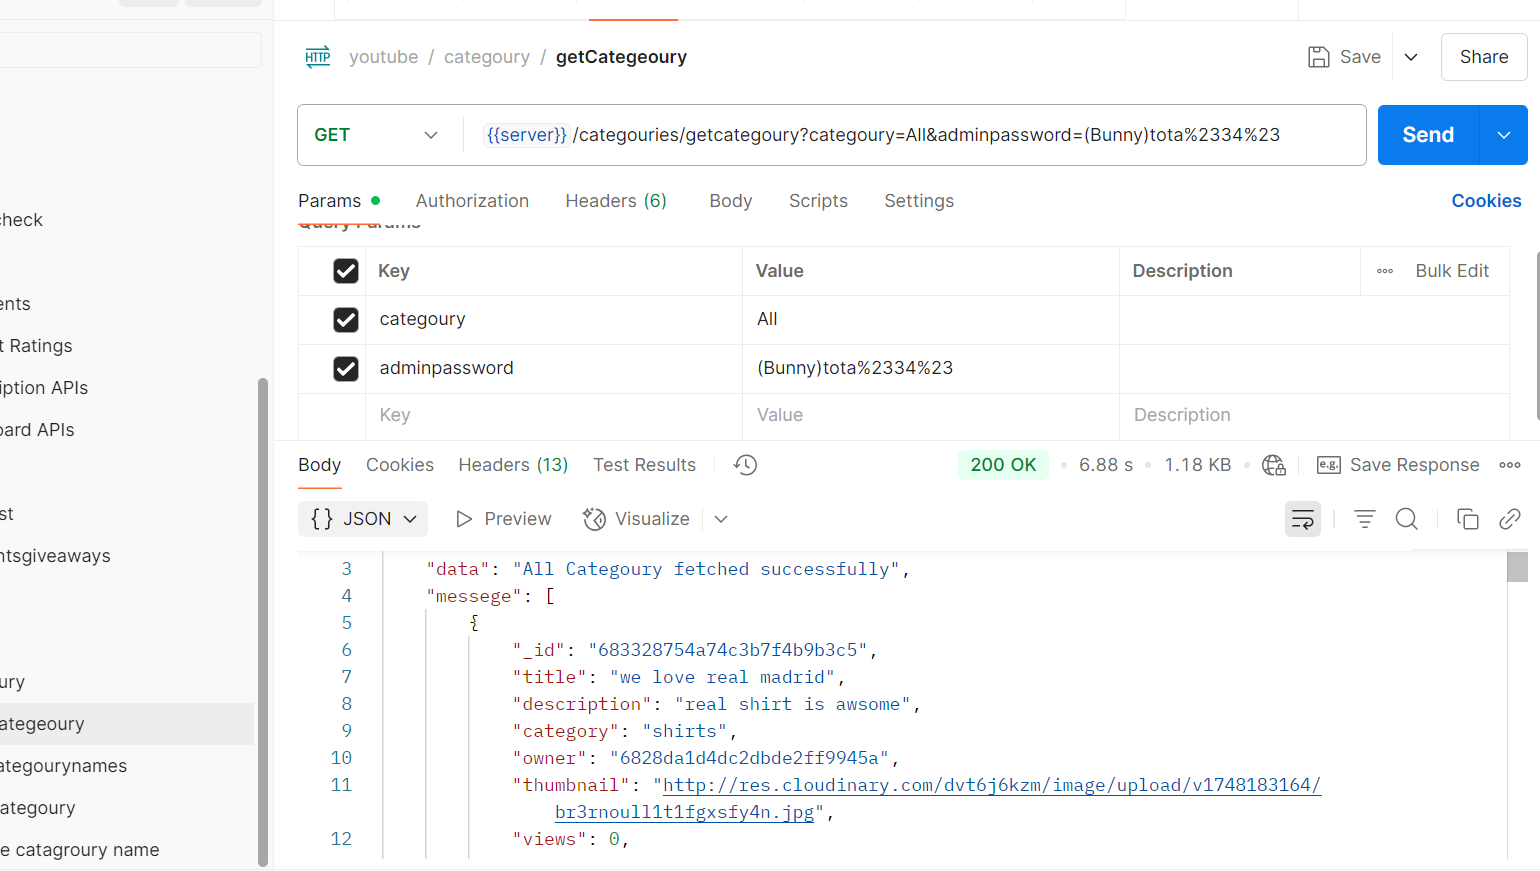 HTTP youtube / categoury / getCategeoury Save Share
GET {{server}}/categouries/getcategoury?categoury=All&adminpassword=(Bunny)tota%2334%23 Send
Params Authorization Headers (6) Body Scripts Settings Cookies
Query Params
Key Value Description Bulk Edit
categoury All
adminpassword (Bunny)tota%2334%23
Key Value Description
Body Cookies Headers (13) Test Results 200 OK 6.88 s 1.18 KB e.g. Save Response
{} JSON Preview Visualize
3 "data": "All Categoury fetched successfully",
4 "messege": [
5 {
6 "_id": "683328754a74c3b7f4b9b3c5",
7 "title": "we love real madrid",
8 "description": "real shirt is awsome",
9 "category": "shirts",
10 "owner": "6828da1d4dc2dbde2ff9945a",
11 "thumbnail": "http://res.cloudinary.com/dvt6j6kzm/image/upload/v1748183164/
br3rnoull1t1fgxsfy4n.jpg",
12 "views": 0,
check
ents
t Ratings
iption APIs
oard APIs
st
ntsgiveaways
ury
ategeoury
ategourynames
ategoury
e catagroury name